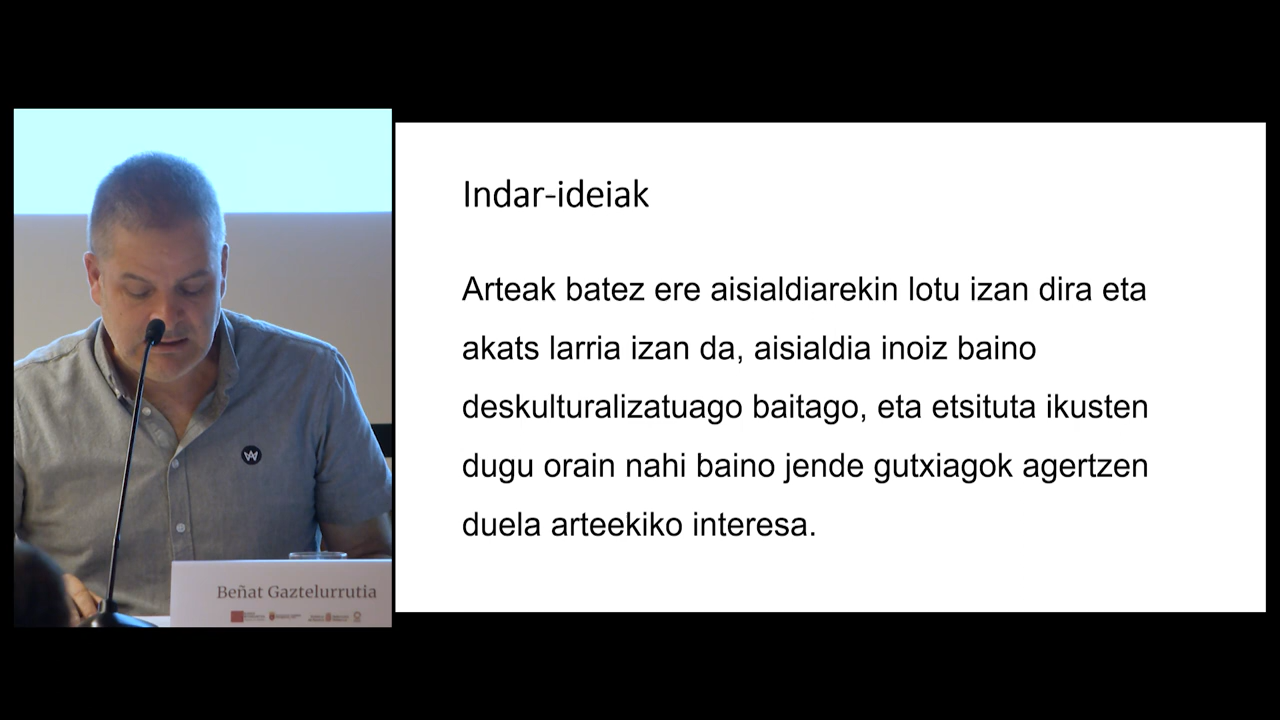 Indar-ideiak
Arteak batez ere aisialdiarekin lotu izan dira eta
akats larria izan da, aisialdia inoiz baino
deskulturalizatuago baitago, eta etsituta ikusten
dugu orain nahi baino jende gutxiagok agertzen
duela arteekiko interesa.
Beñat Gaztelurrutia